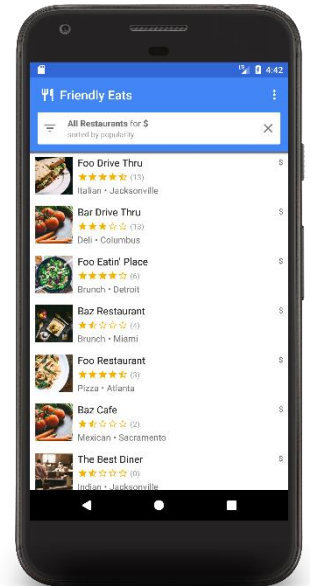 4:42
Friendly Eats
All Restaurants for $
sorted by popularity
Foo Drive Thru $
(13)
Italian • Jacksonville
Bar Drive Thru $
(13)
Deli • Columbus
Foo Eatin' Place $
(6)
Brunch • Detroit
Baz Restaurant $
(4)
Brunch • Miami
Foo Restaurant $
(3)
Pizza • Atlanta
Baz Cafe $
(2)
Mexican • Sacramento
The Best Diner $
(0)
Indian • Jacksonville